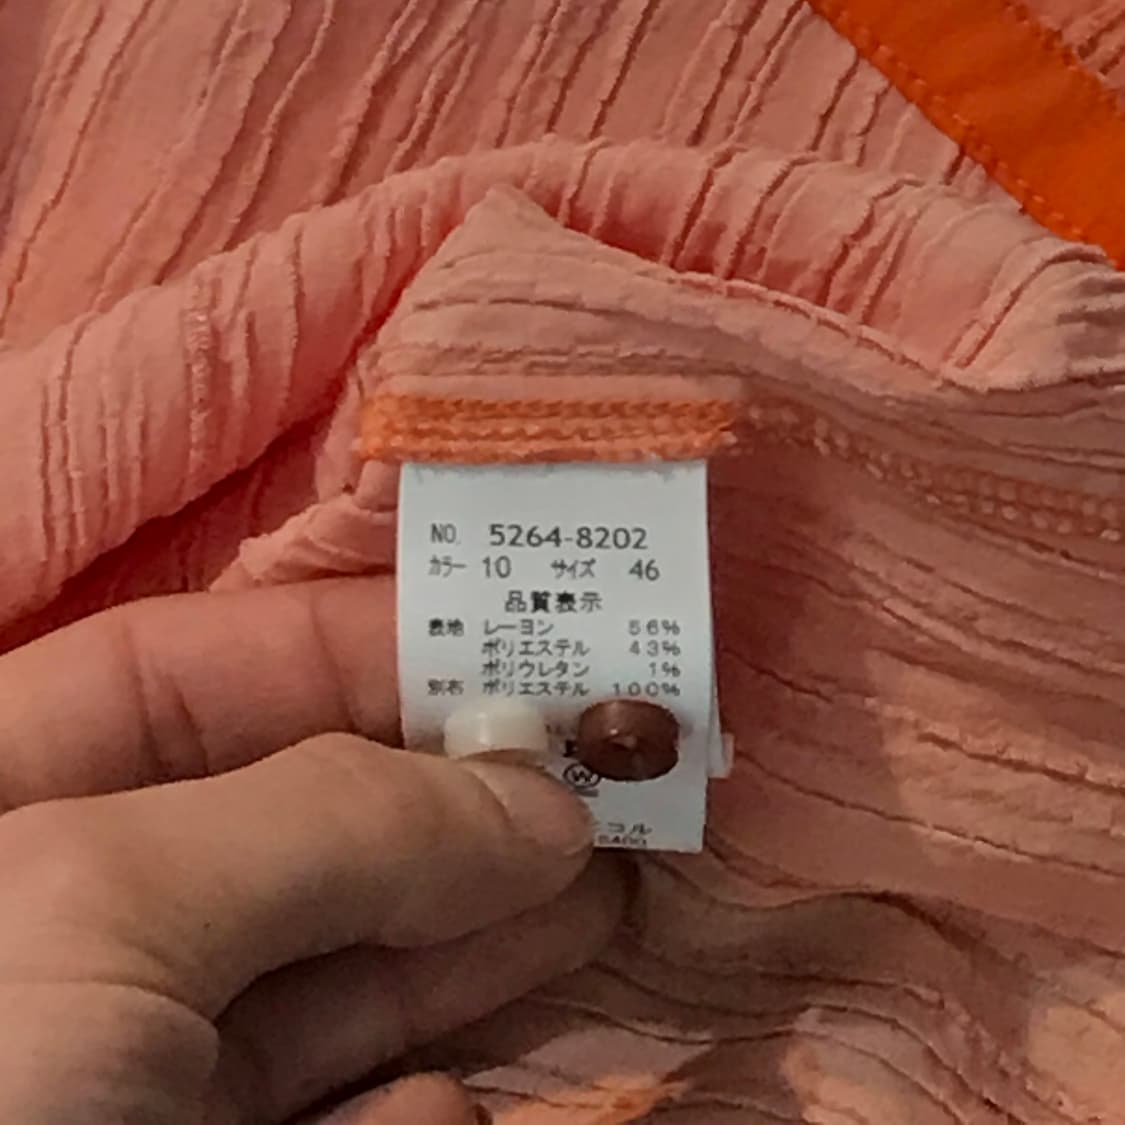 NO. 5264-8202
カラー 10 サイズ 46
品質表示
表地 レーヨン 56%
ポリエステル 43%
ポリウレタン 1%
別布 ポリエステル 100%
W
コル